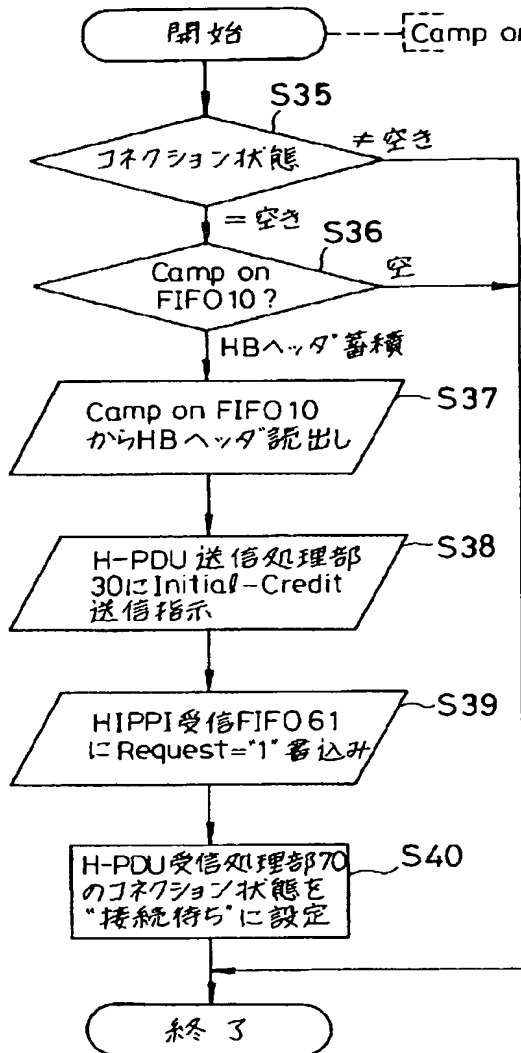 開始
Camp on
S35
コネクション状態
≠空き
=空き
S36
Camp on
FIFO10?
空
HBヘッダ蓄積
S37
Camp on FIFO10
からHBヘッダ読出し
S38
H-PDU送信処理部
30にInitial-Credit
送信指示
S39
HIPPI受信FIFO61
にRequest="1"書込み
S40
H-PDU受信処理部70
のコネクション状態を
"接続待ち"に設定
終了